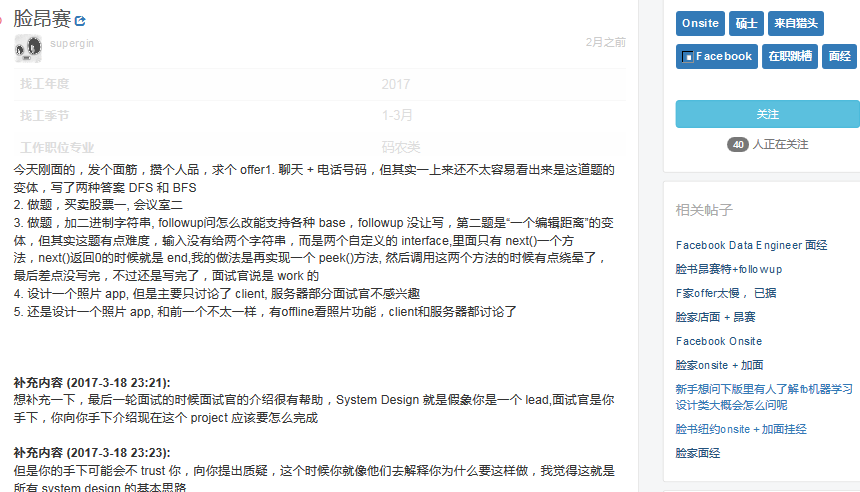 脸昂赛
supergin
2月之前
找工年度 2017
找工季节 1-3月
工作职位专业 码农类
今天刚面的，发个面筋，攒个人品，求个 offer1. 聊天 + 电话号码，但其实一上来还不太容易看出来是这道题的
变体，写了两种答案 DFS 和 BFS
2. 做题，买卖股票一, 会议室二
3. 做题，加二进制字符串, followup问怎么改能支持各种 base，followup 没让写，第二题是“一个编辑距离”的变
体，但其实这题有点难度，输入没有给两个字符串，而是两个自定义的 interface,里面只有 next()一个方
法，next()返回0的时候就是 end,我的做法是再实现一个 peek()方法, 然后调用这两个方法的时候有点绕晕了，
最后差点没写完，不过还是写完了，面试官说是 work 的
4. 设计一个照片 app, 但是主要只讨论了 client, 服务器部分面试官不感兴趣
5. 还是设计一个照片 app, 和前一个不太一样，有offline看照片功能，client和服务器都讨论了
补充内容 (2017-3-18 23:21):
想补充一下，最后一轮面试的时候面试官的介绍很有帮助，System Design 就是假象你是一个 lead,面试官是你
手下，你向你手下介绍现在这个 project 应该要怎么完成
补充内容 (2017-3-18 23:23):
但是你的手下可能会不 trust 你，向你提出质疑，这个时候你就像他们去解释你为什么要这样做，我觉得这就是
所有 system design 的基本思路
Onsite 硕士 来自猎头
Facebook 在职跳槽 面经
关注
40 人正在关注
相关帖子
Facebook Data Engineer 面经
脸书昂赛特+followup
F家offer太慢， 已据
脸家店面 + 昂赛
Facebook Onsite
脸家onsite + 加面
新手想问下版里有人了解fb机器学习
设计类大概会怎么问呢
脸书纽约onsite + 加面挂经
脸家面经